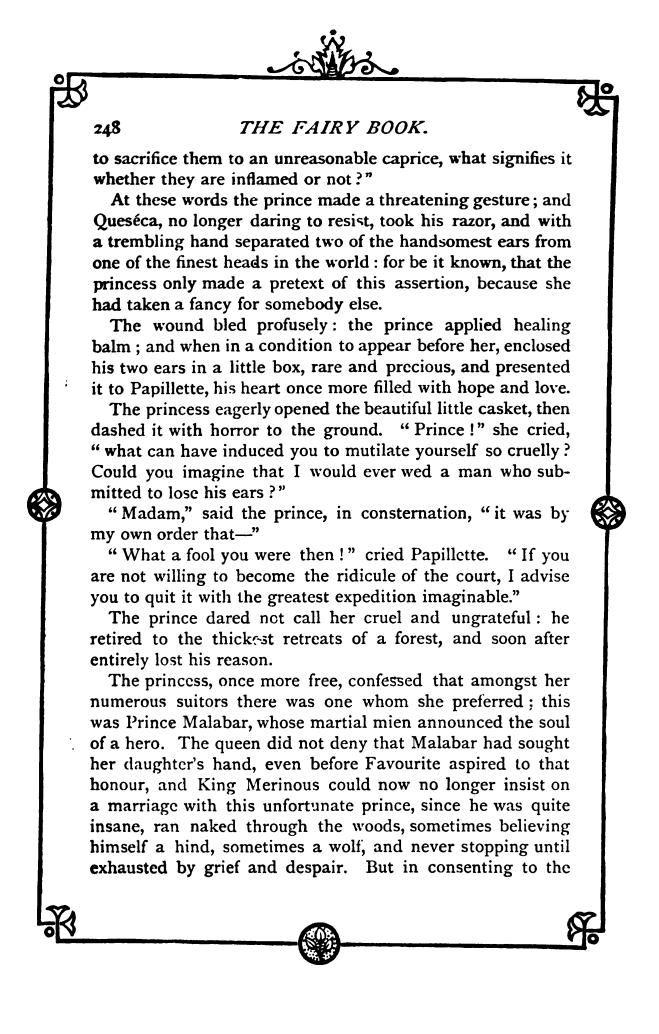 248 THE FAIRY BOOK.
to sacrifice them to an unreasonable caprice, what signifies it
whether they are inflamed or not ?”
At these words the prince made a threatening gesture ; and
Queséca, no longer daring to resist, took his razor, and with
a trembling hand separated two of the handsomest ears from
one of the finest heads in the world : for be it known, that the
princess only made a pretext of this assertion, because she
had taken a fancy for somebody else.
The wound bled profusely : the prince applied healing
balm ; and when in a condition to appear before her, enclosed
his two ears in a little box, rare and precious, and presented
it to Papillette, his heart once more filled with hope and love.
The princess eagerly opened the beautiful little casket, then
dashed it with horror to the ground. “ Prince !” she cried,
“ what can have induced you to mutilate yourself so cruelly ?
Could you imagine that I would ever wed a man who sub-
mitted to lose his ears ?”
“ Madam,” said the prince, in consternation, “ it was by
my own order that—”
“ What a fool you were then !” cried Papillette. “ If you
are not willing to become the ridicule of the court, I advise
you to quit it with the greatest expedition imaginable.”
The prince dared not call her cruel and ungrateful : he
retired to the thickest retreats of a forest, and soon after
entirely lost his reason.
The princess, once more free, confessed that amongst her
numerous suitors there was one whom she preferred ; this
was Prince Malabar, whose martial mien announced the soul
of a hero. The queen did not deny that Malabar had sought
her daughter’s hand, even before Favourite aspired to that
honour, and King Merinous could now no longer insist on
a marriage with this unfortunate prince, since he was quite
insane, ran naked through the woods, sometimes believing
himself a hind, sometimes a wolf, and never stopping until
exhausted by grief and despair. But in consenting to the